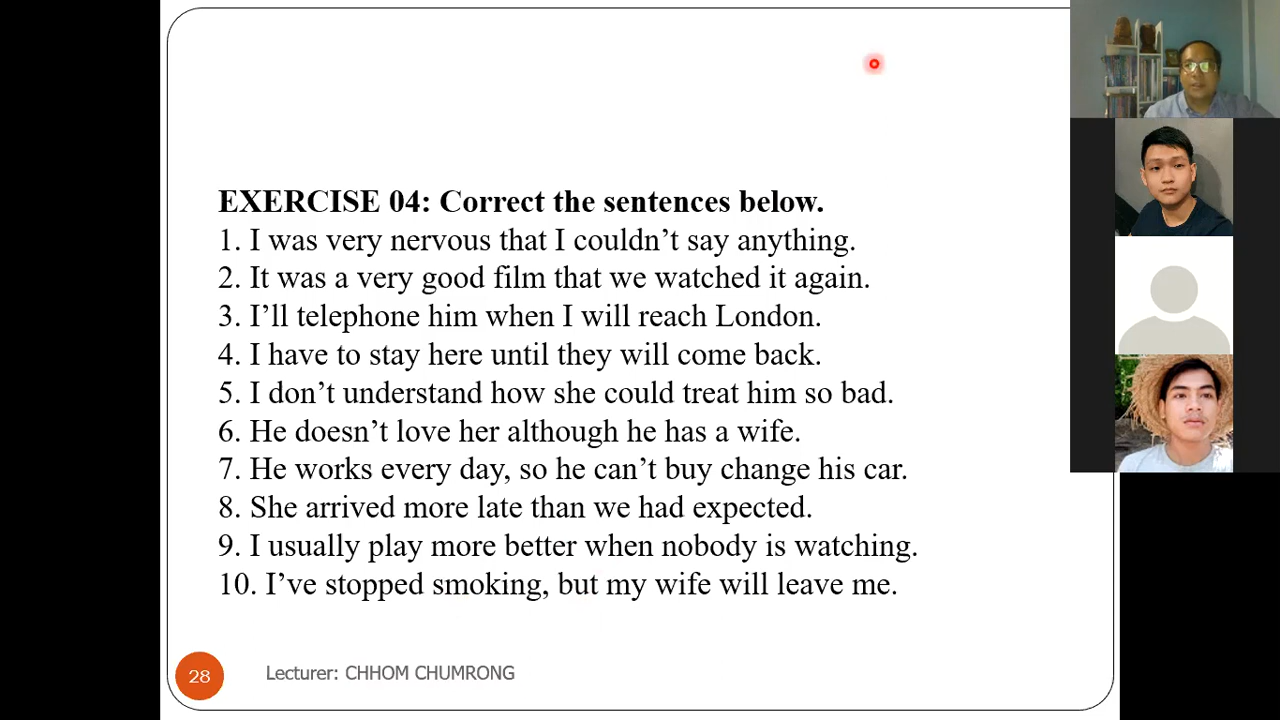 EXERCISE 04: Correct the sentences below.
1. I was very nervous that I couldn’t say anything.
2. It was a very good film that we watched it again.
3. I’ll telephone him when I will reach London.
4. I have to stay here until they will come back.
5. I don’t understand how she could treat him so bad.
6. He doesn’t love her although he has a wife.
7. He works every day, so he can’t buy change his car.
8. She arrived more late than we had expected.
9. I usually play more better when nobody is watching.
10. I’ve stopped smoking, but my wife will leave me.
28
Lecturer: CHHOM CHUMRONG